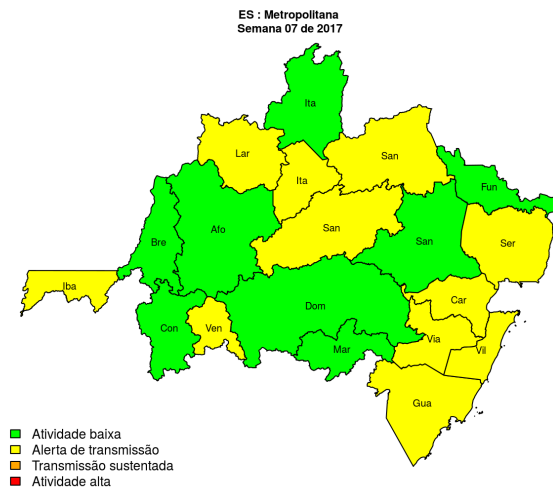 ES : Metropolitana
Semana 07 de 2017
Ita
Lar
San
Ita
Fun
Afo
San
San
Ser
Bre
Iba
Dom
Car
Con
Ven
Via
Mar
Vil
Gua
Atividade baixa
Alerta de transmissão
Transmissão sustentada
Atividade alta